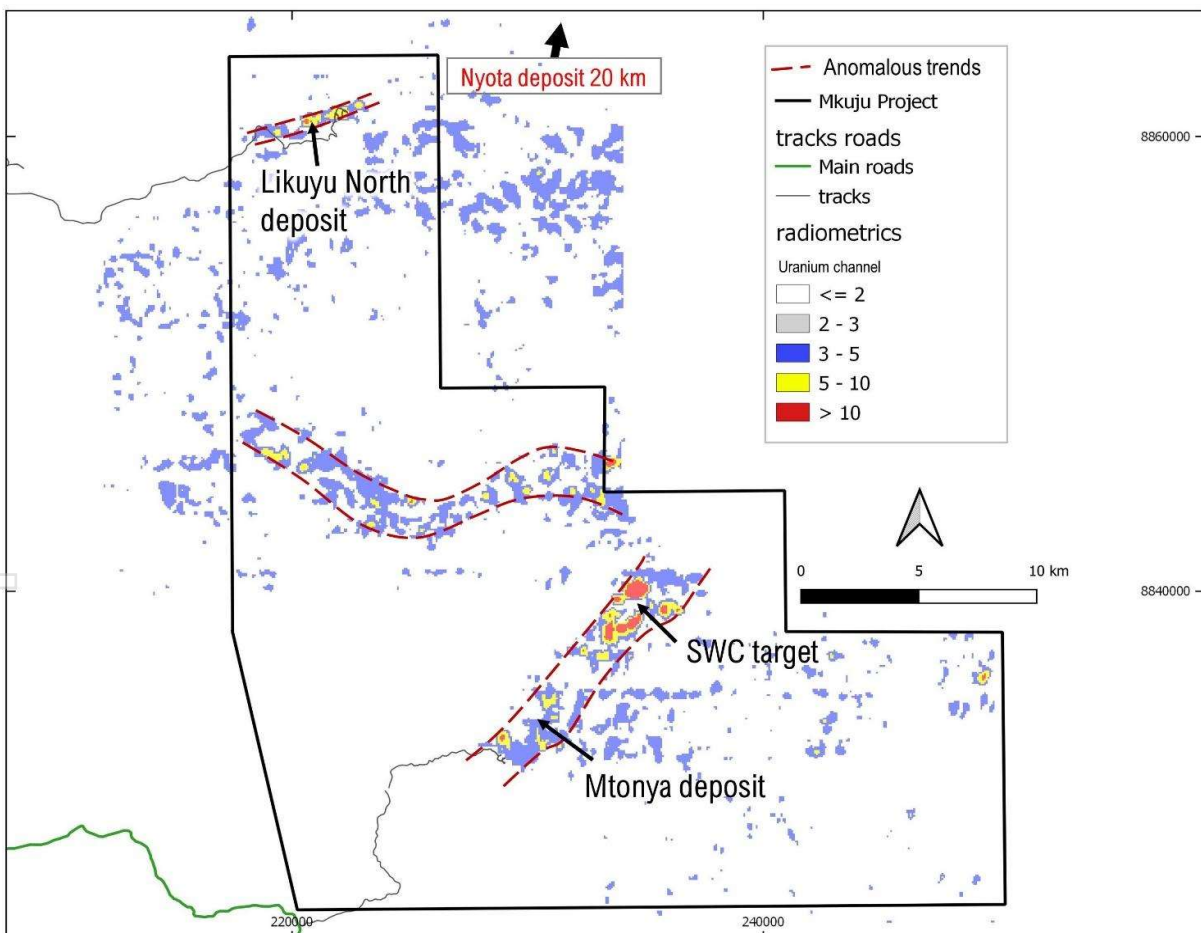 Nyota deposit 20 km
Anomalous trends
Mkuju Project
tracks roads
Main roads
tracks
radiometrics
Uranium channel
<= 2
2 - 3
3 - 5
5 - 10
> 10
8860000
Likuyu North
deposit
0 5 10 km
8840000
SWC target
Mtonya deposit
220000
240000